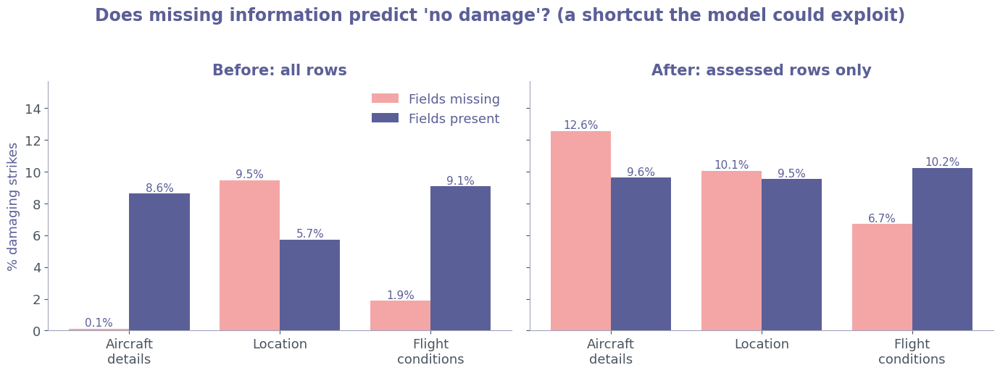 Does missing information predict 'no damage'? (a shortcut the model could exploit)
Before: all rows
% damaging strikes
14
12
10
8
6
4
2
0
Fields missing
Fields present
0.1%
8.6%
9.5%
5.7%
1.9%
9.1%
Aircraft
details
Location
Flight
conditions
After: assessed rows only
12.6%
9.6%
10.1%
9.5%
6.7%
10.2%
Aircraft
details
Location
Flight
conditions